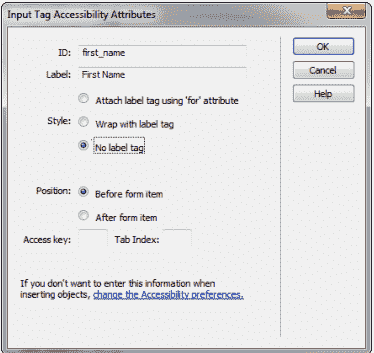 Input Tag Accessibility Attributes
ID: first_name
OK
Label: First Name
Cancel
Attach label tag using 'for' attribute
Help
Style: Wrap with label tag
No label tag
Position: Before form item
After form item
Access key: Tab Index:
If you don't want to enter this information when
inserting objects, change the Accessibility preferences.